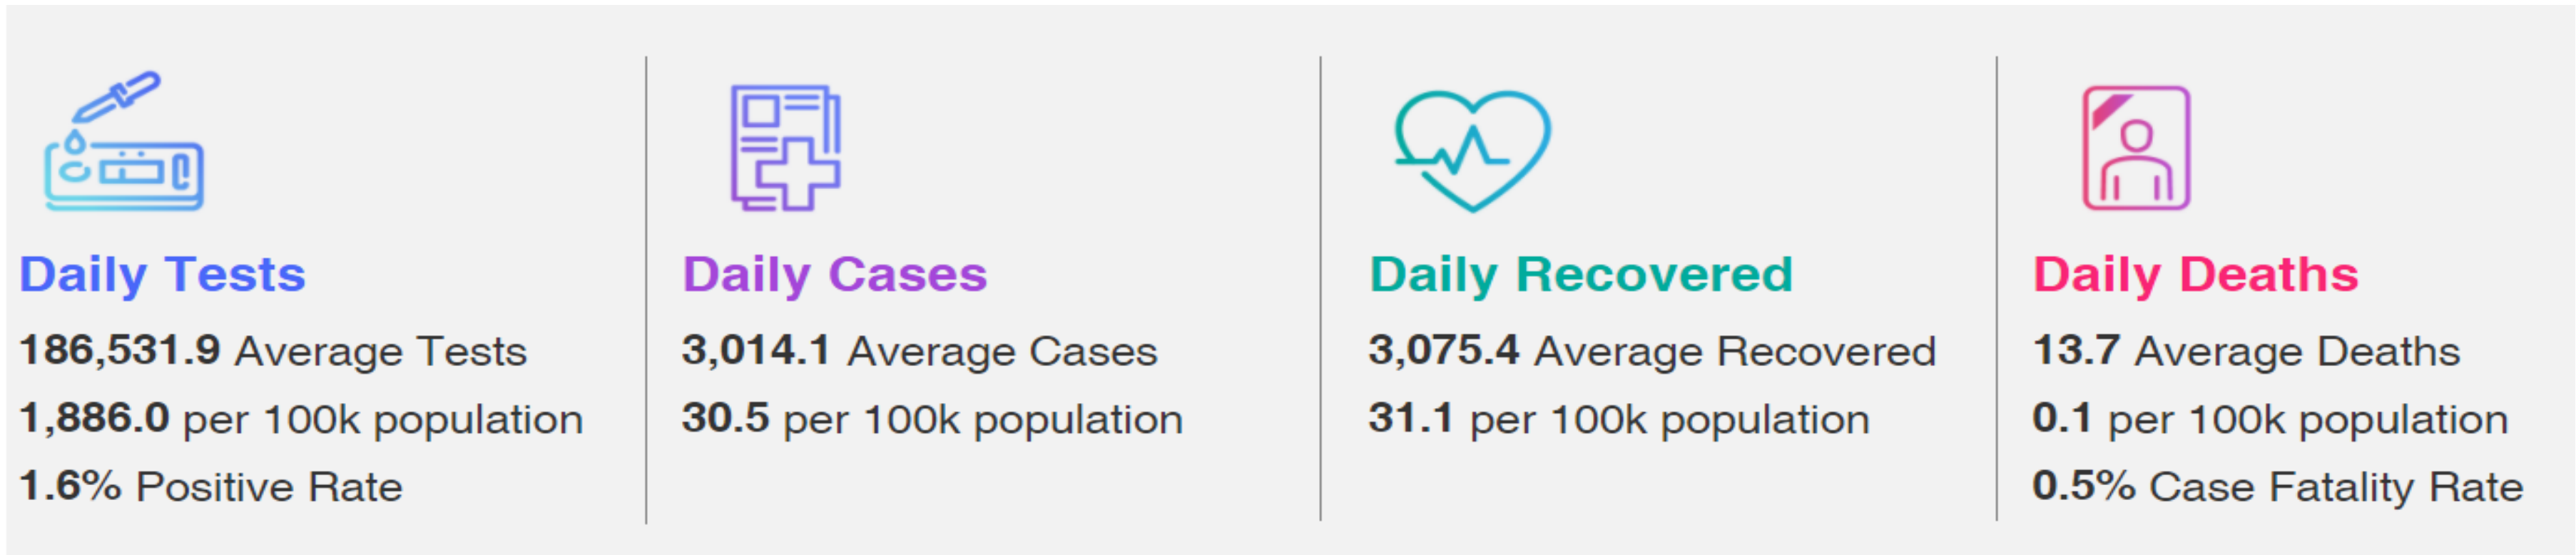 Daily Tests
186,531.9 Average Tests
1,886.0 per 100k population
1.6% Positive Rate
Daily Cases
3,014.1 Average Cases
30.5 per 100k population
Daily Recovered
3,075.4 Average Recovered
31.1 per 100k population
Daily Deaths
13.7 Average Deaths
0.1 per 100k population
0.5% Case Fatality Rate